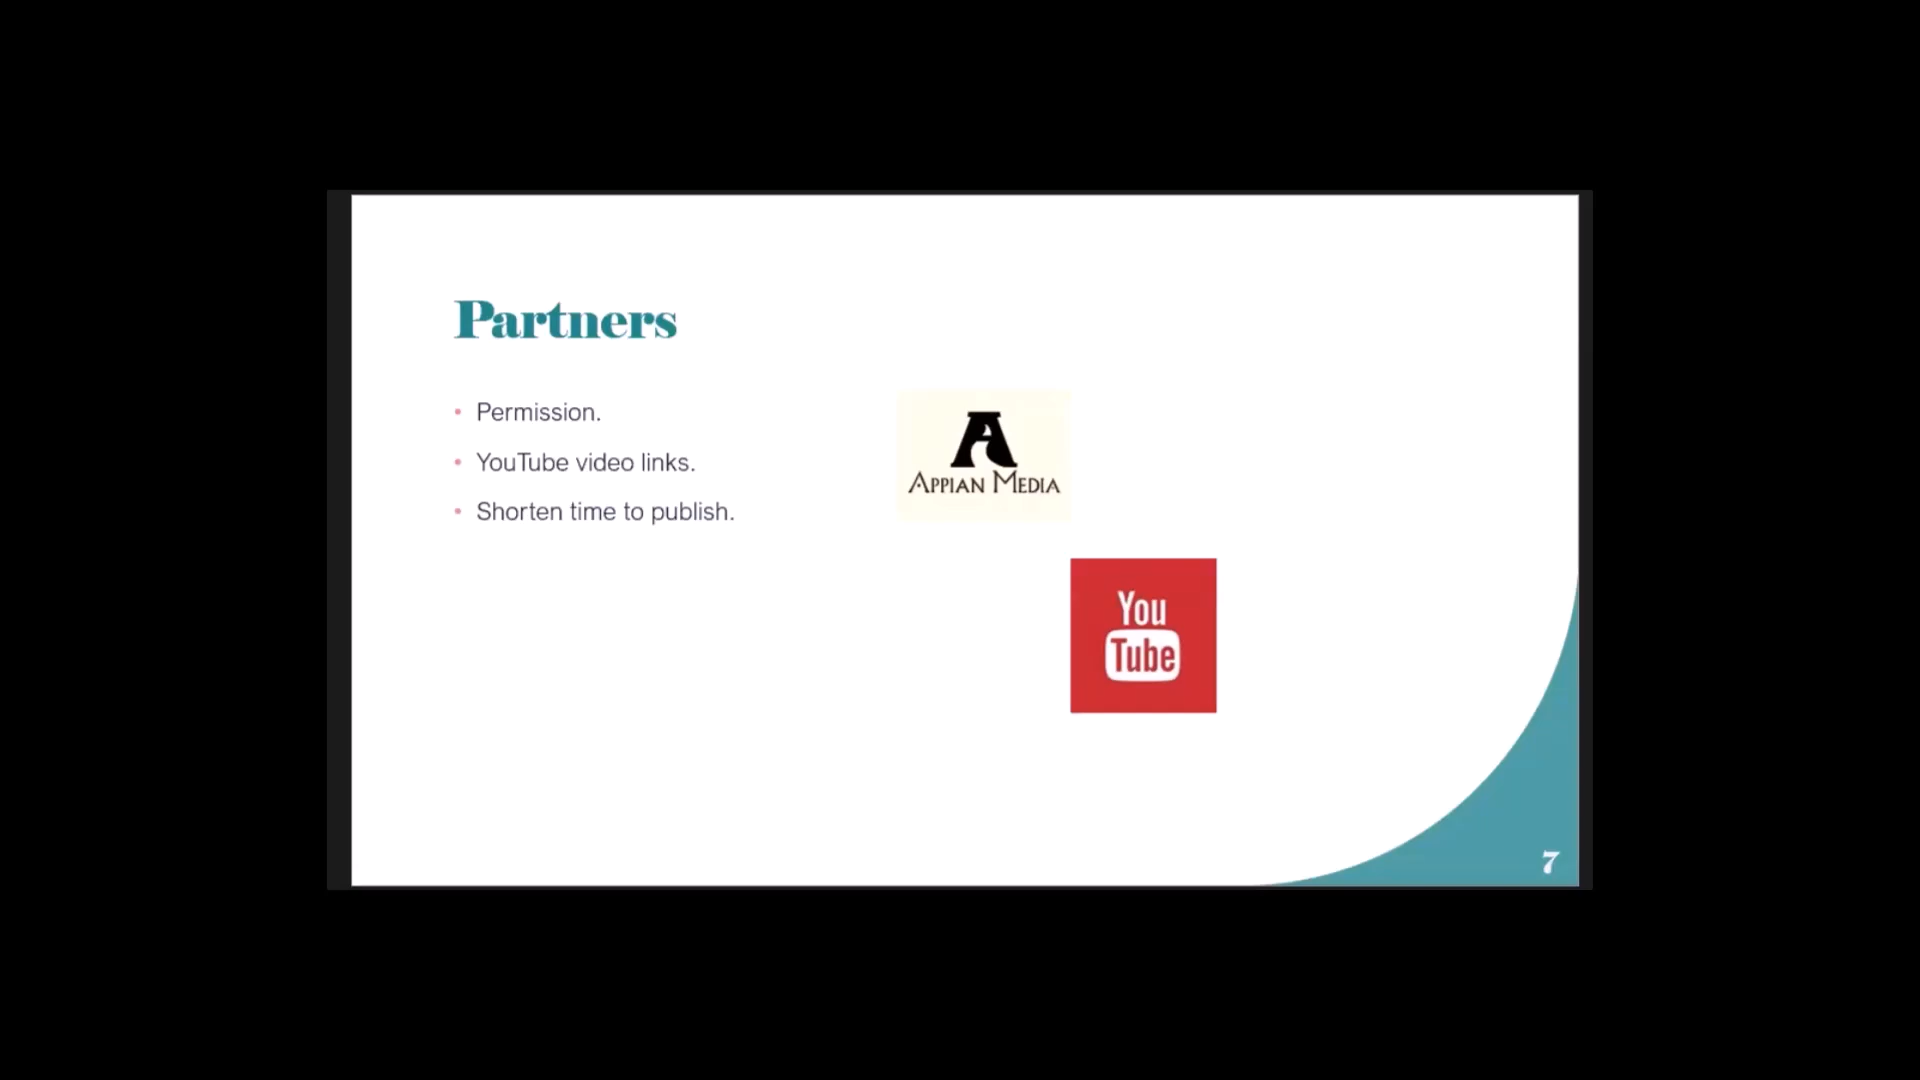 Partners
• Permission.
• YouTube video links.
• Shorten time to publish.
A
APPIAN MEDIA
You
Tube
7